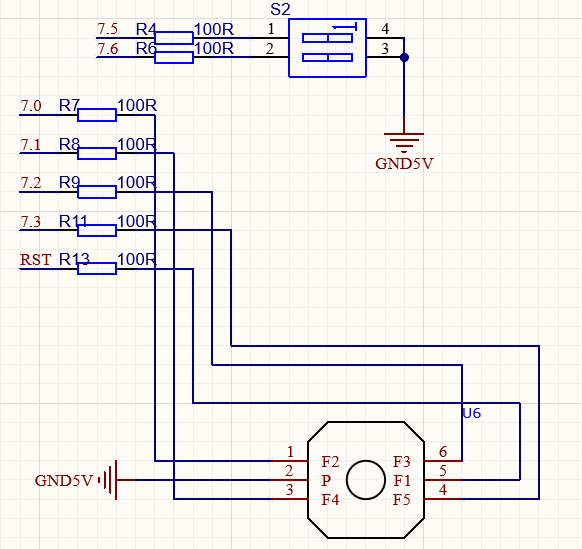 S2
7.5 R4 100R 1 4
7.6 R6 100R 2 3
GND5V
7.0 R7 100R
7.1 R8 100R
7.2 R9 100R
7.3 R11 100R
RST R13 100R
U6
1 F2 F3 6
GND5V 2 P F1 5
3 F4 F5 4